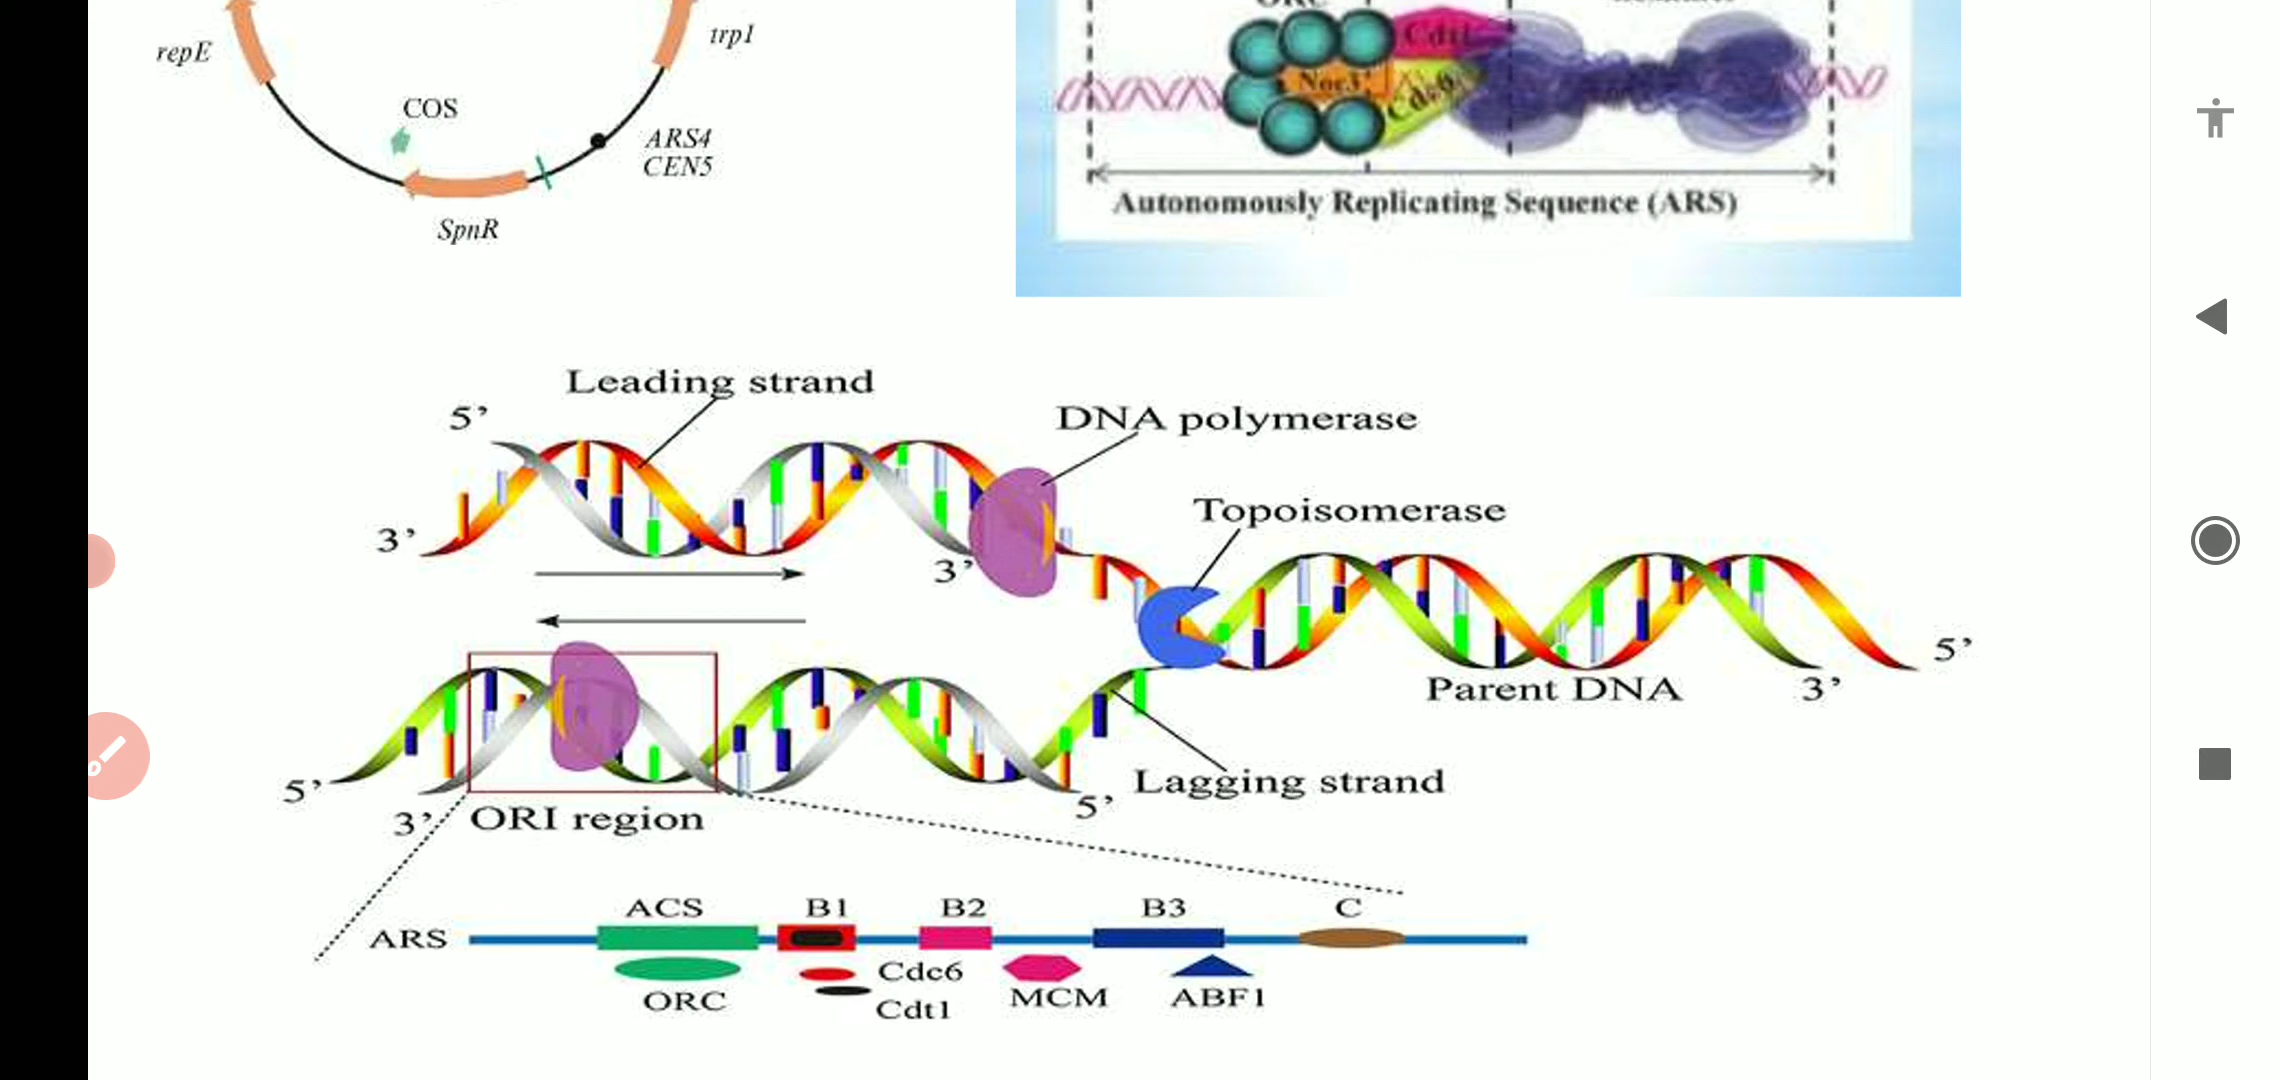 repE
trp1
COS
ARS4
CEN5
SpnR
Cdt1
Noc3
Cdc6
Autonomously Replicating Sequence (ARS)
Leading strand
5’
DNA polymerase
Topoisomerase
3’
3’
5’
Parent DNA
3’
Lagging strand
5’
5’
3’
ORI region
ACS
B1
B2
B3
C
ARS
Cdc6
ORC
MCM
ABF1
Cdt1